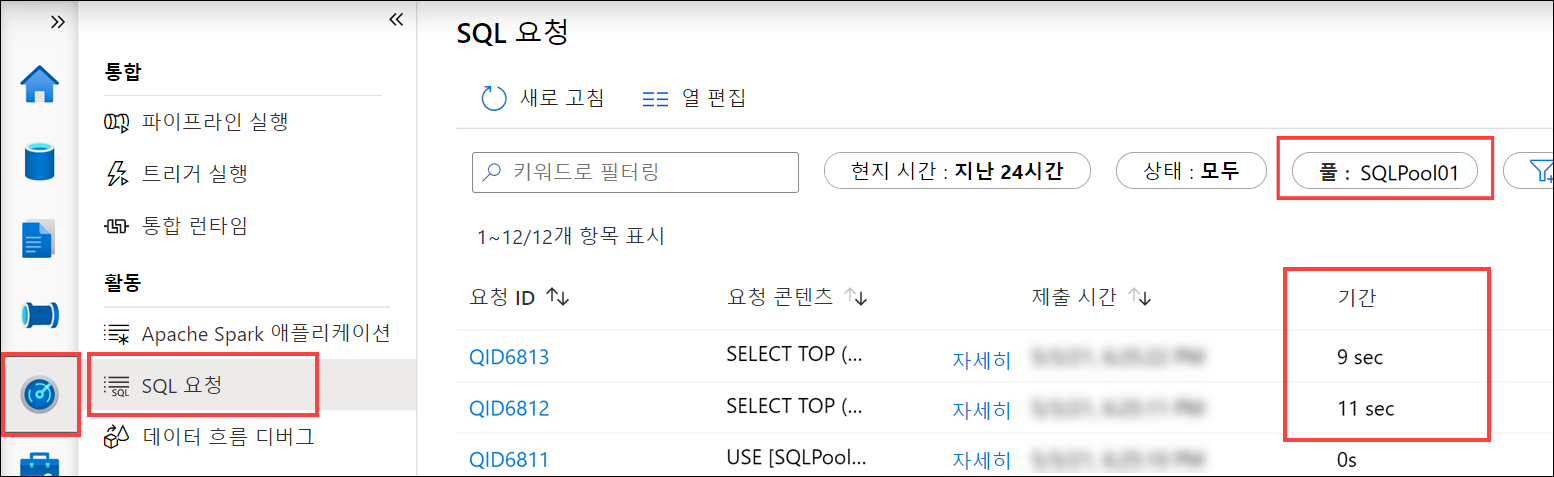 »
«
통합
파이프라인 실행
트리거 실행
통합 런타임
활동
Apache Spark 애플리케이션
SQL 요청
데이터 흐름 디버그
SQL 요청
새로 고침 열 편집
키워드로 필터링 현지 시간 : 지난 24시간 상태 : 모두 풀 : SQLPool01
1~12/12개 항목 표시
요청 ID 요청 콘텐츠 제출 시간 기간
QID6813 SELECT TOP (... 자세히 9 sec
QID6812 SELECT TOP (... 자세히 11 sec
QID6811 USE [SQLPool... 자세히 0s